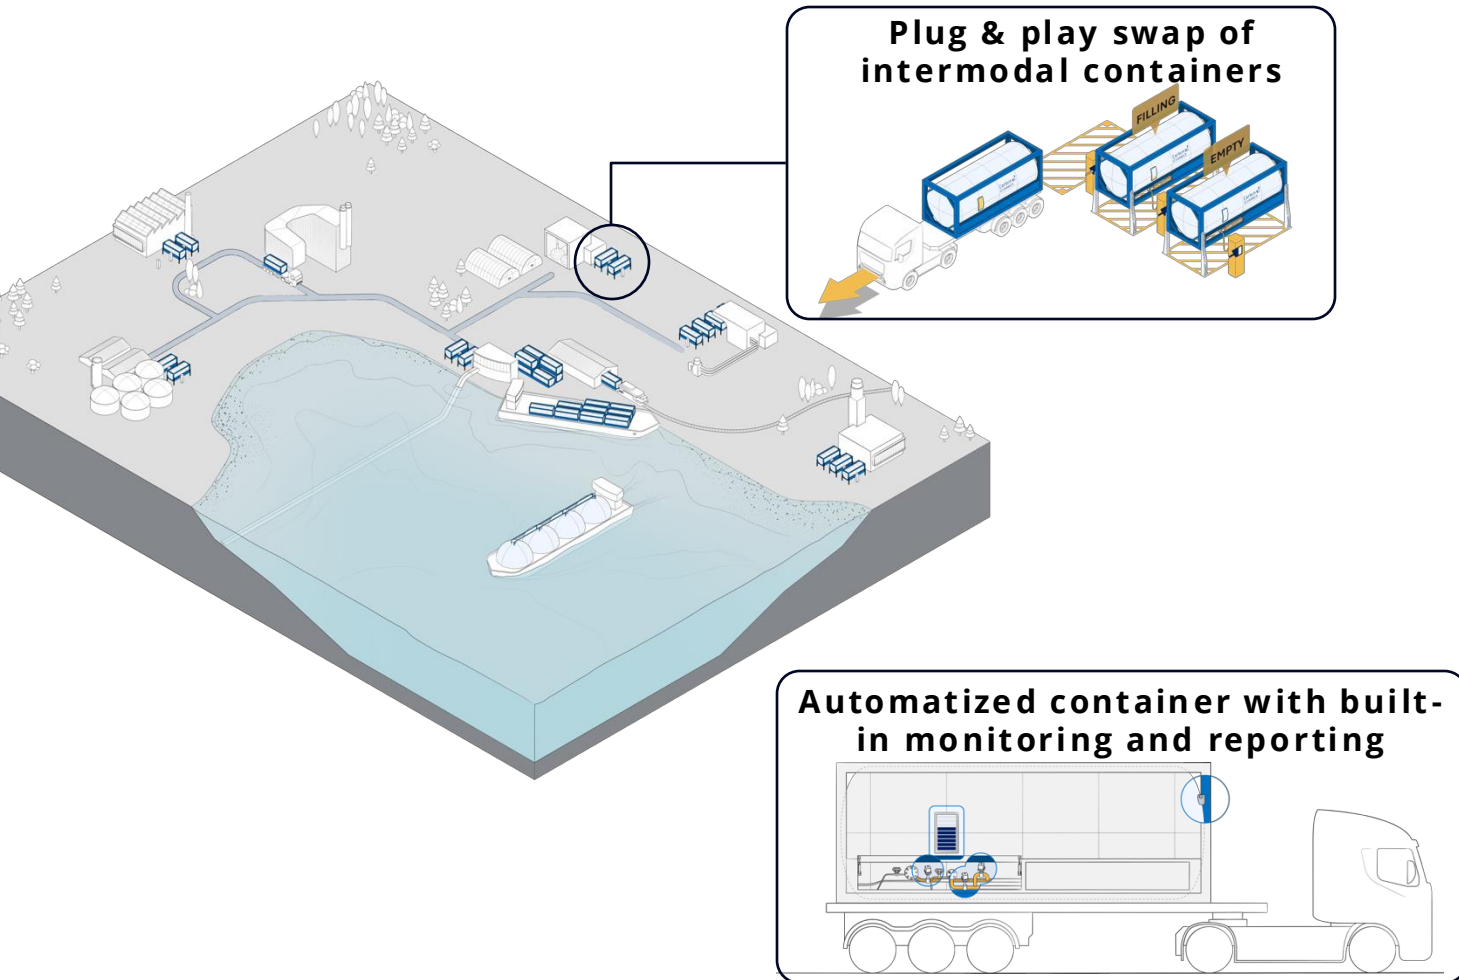 Plug & play swap of
intermodal containers
FILLING
EMPTY
Automatized container with built-
in monitoring and reporting